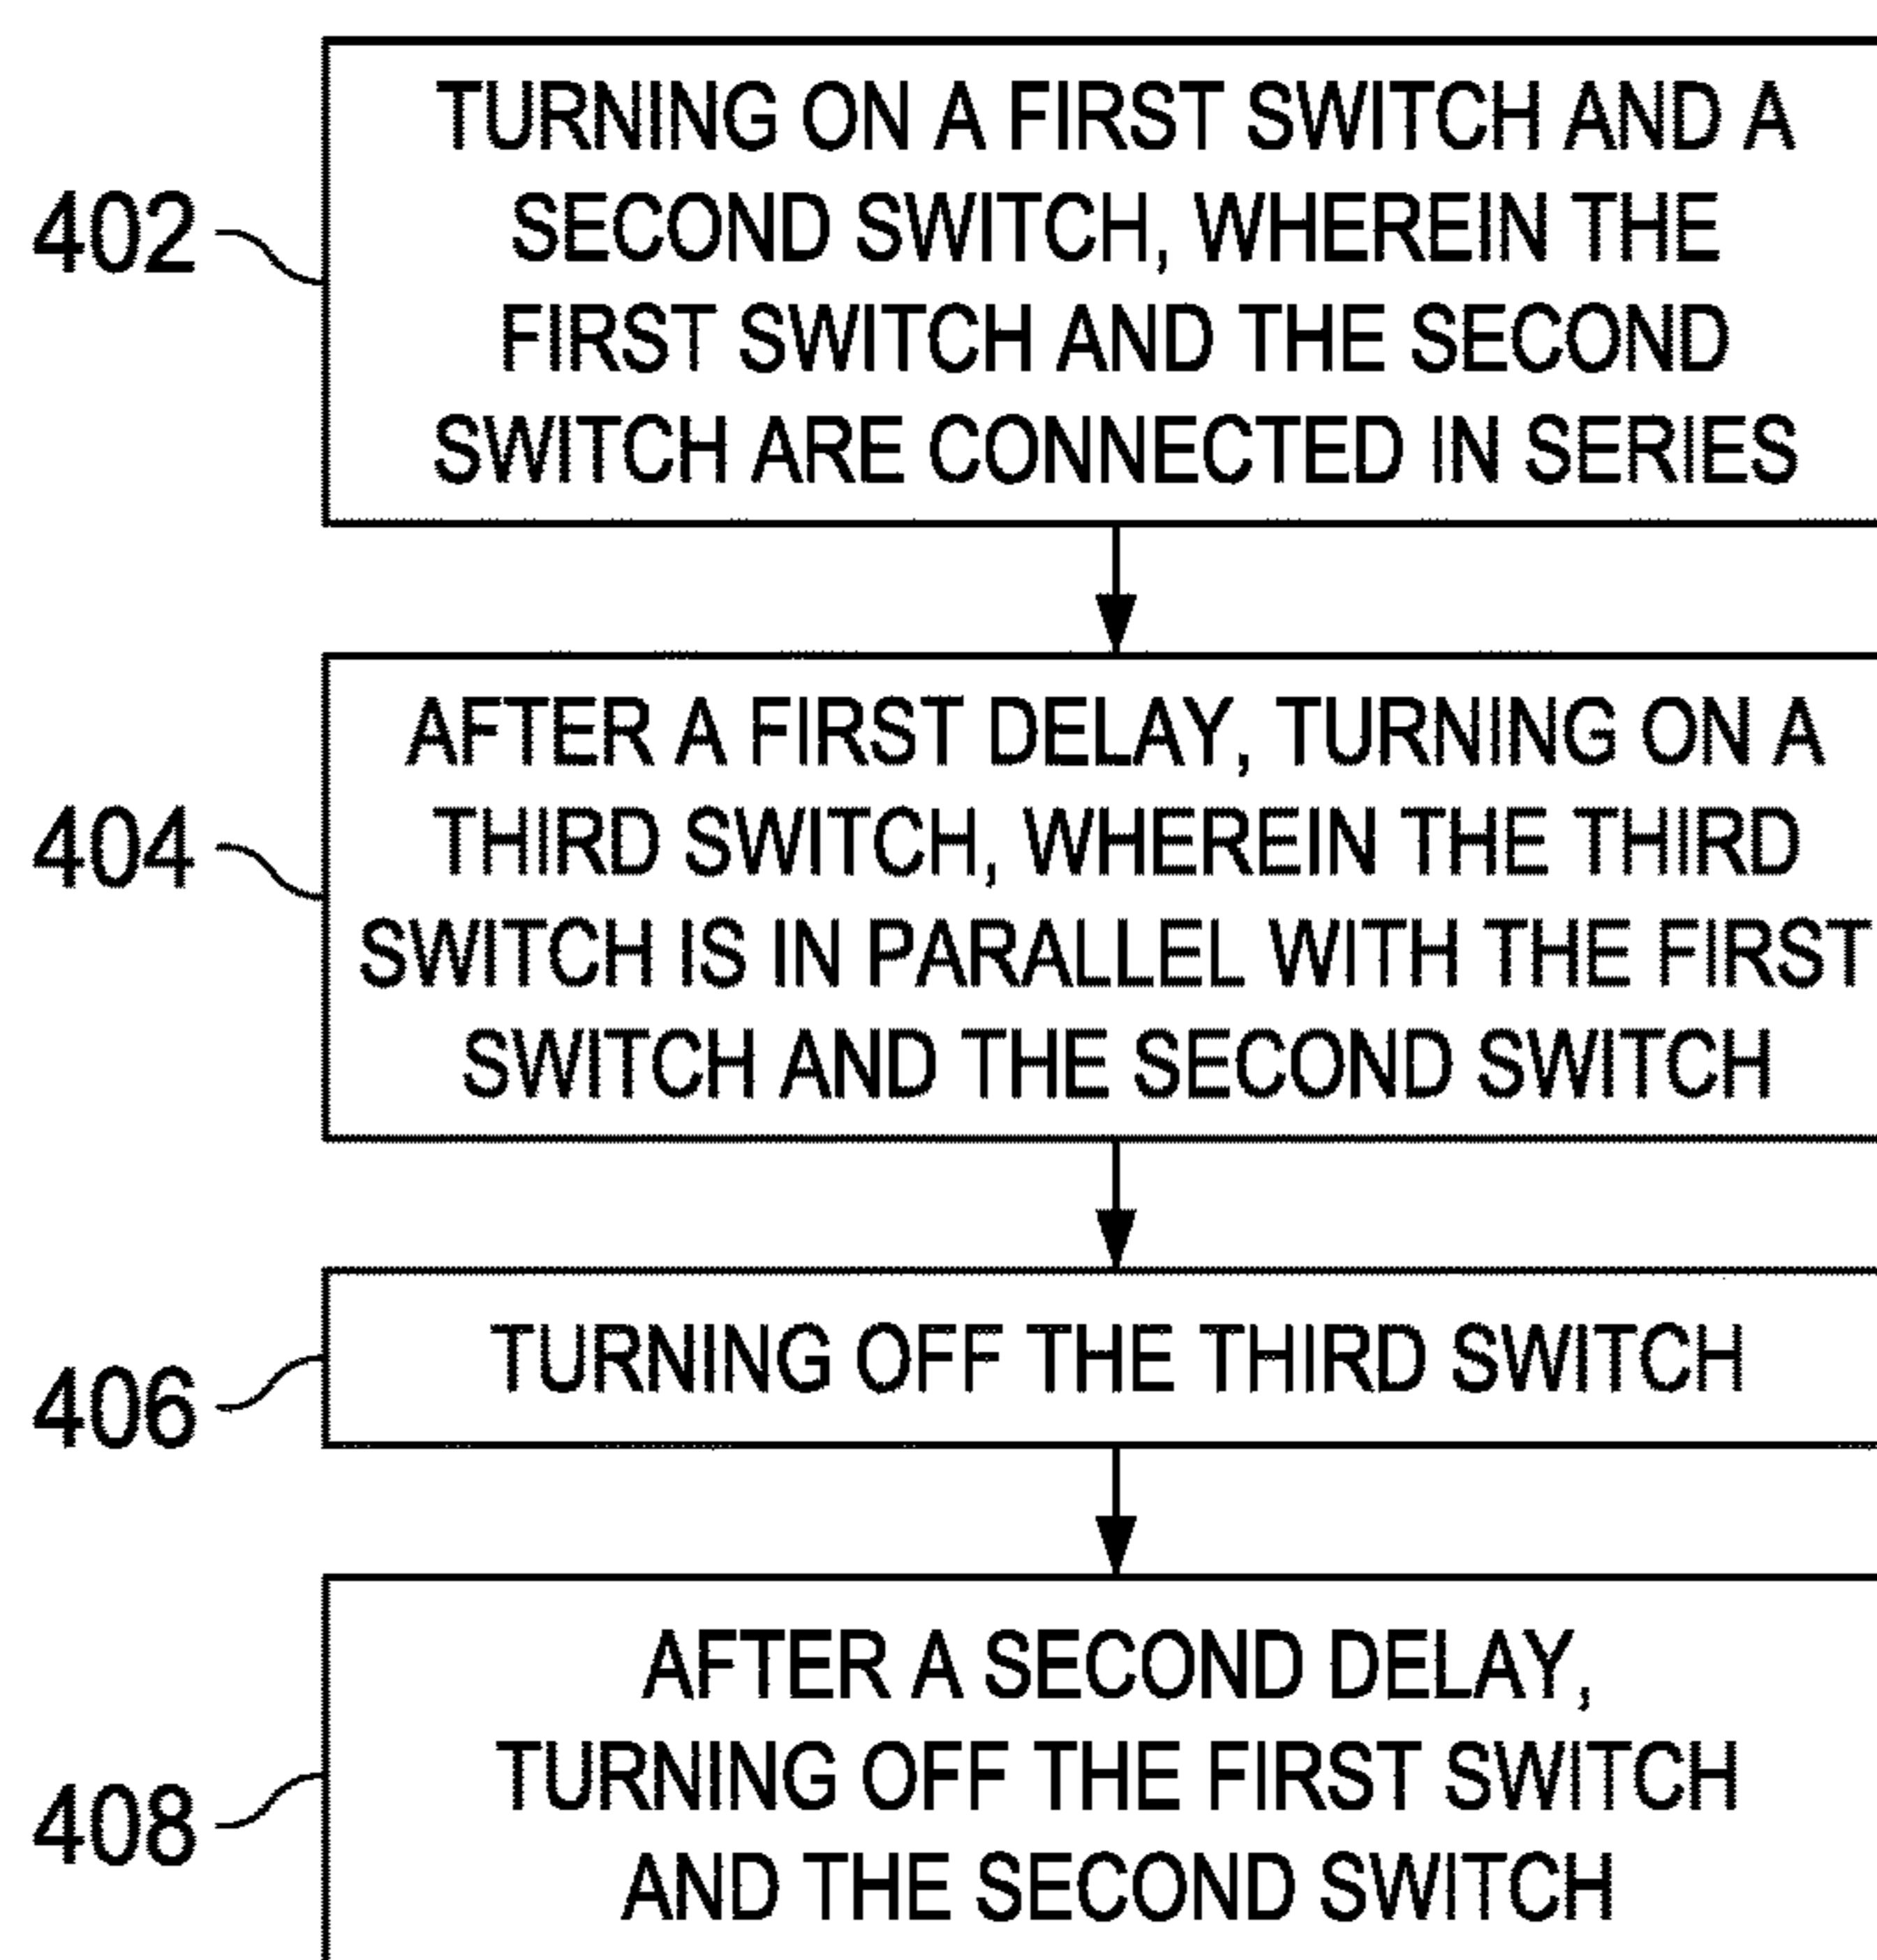 TURNING ON A FIRST SWITCH AND A
SECOND SWITCH, WHEREIN THE
402
FIRST SWITCH AND THE SECOND
SWITCH ARE CONNECTED IN SERIES
AFTER A FIRST DELAY, TURNING ON A
THIRD SWITCH, WHEREIN THE THIRD
404
SWITCH IS IN PARALLEL WITH THE FIRST
SWITCH AND THE SECOND SWITCH
TURNING OFF THE THIRD SWITCH
406
AFTER A SECOND DELAY,
TURNING OFF THE FIRST SWITCH
408
AND THE SECOND SWITCH